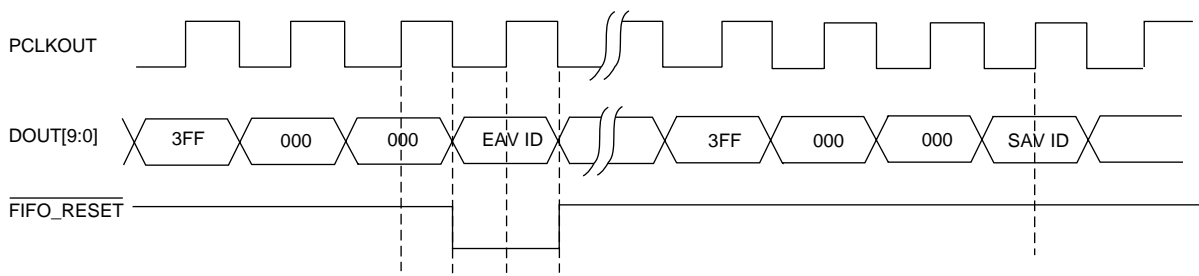 PCLKOUT
DOUT[9:0]
3FF
000
000
EAV ID
3FF
000
000
SAV ID
FIFO_RESET